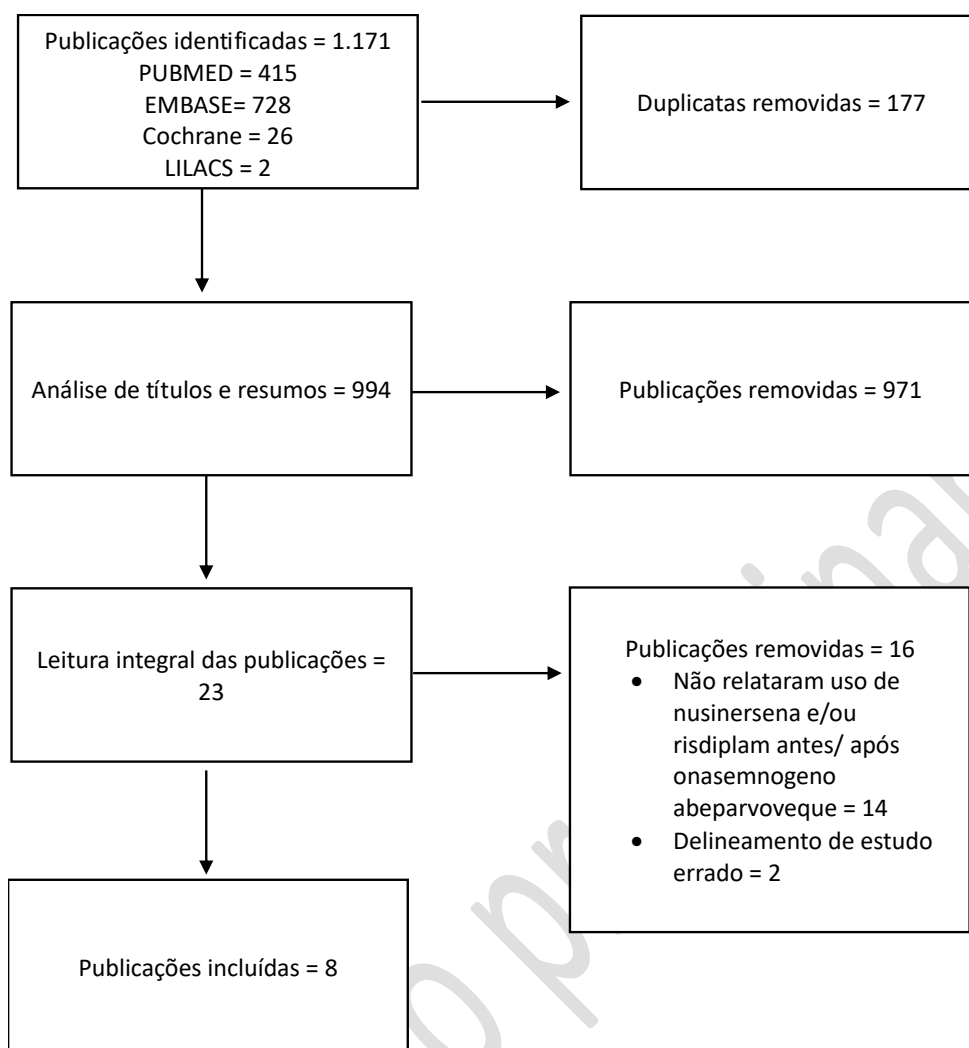 Publicações identificadas = 1.171
PUBMED = 415
EMBASE= 728
Cochrane = 26
LILACS = 2
Duplicatas removidas = 177
Análise de títulos e resumos = 994
Publicações removidas = 971
Leitura integral das publicações =
23
Publicações removidas = 16
• Não relataram uso de
nusinersena e/ou
risdiplam antes/ após
onasemnogeno
abeparvoveque = 14
• Delineamento de estudo
errado = 2
Publicações incluídas = 8